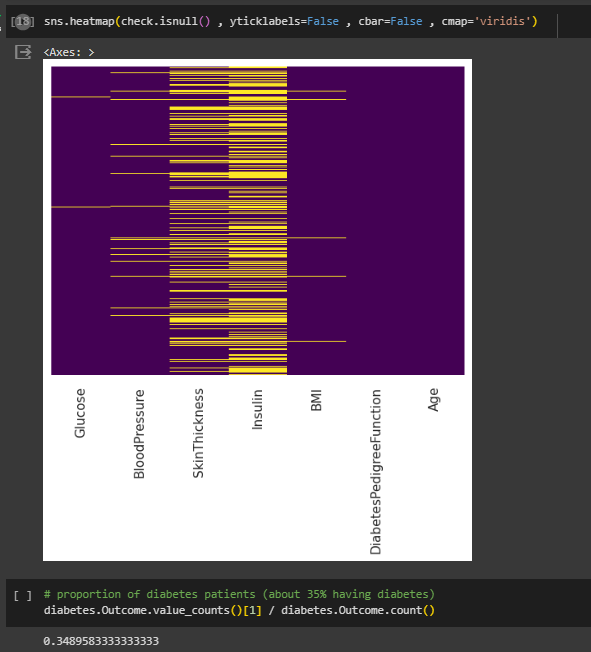 [18] sns.heatmap(check.isnull() , yticklabels=False , cbar=False , cmap='viridis')
<Axes: >
Glucose
BloodPressure
SkinThickness
Insulin
BMI
DiabetesPedigreeFunction
Age
[ ] # proportion of diabetes patients (about 35% having diabetes)
diabetes.Outcome.value_counts()[1] / diabetes.Outcome.count()
0.3489583333333333